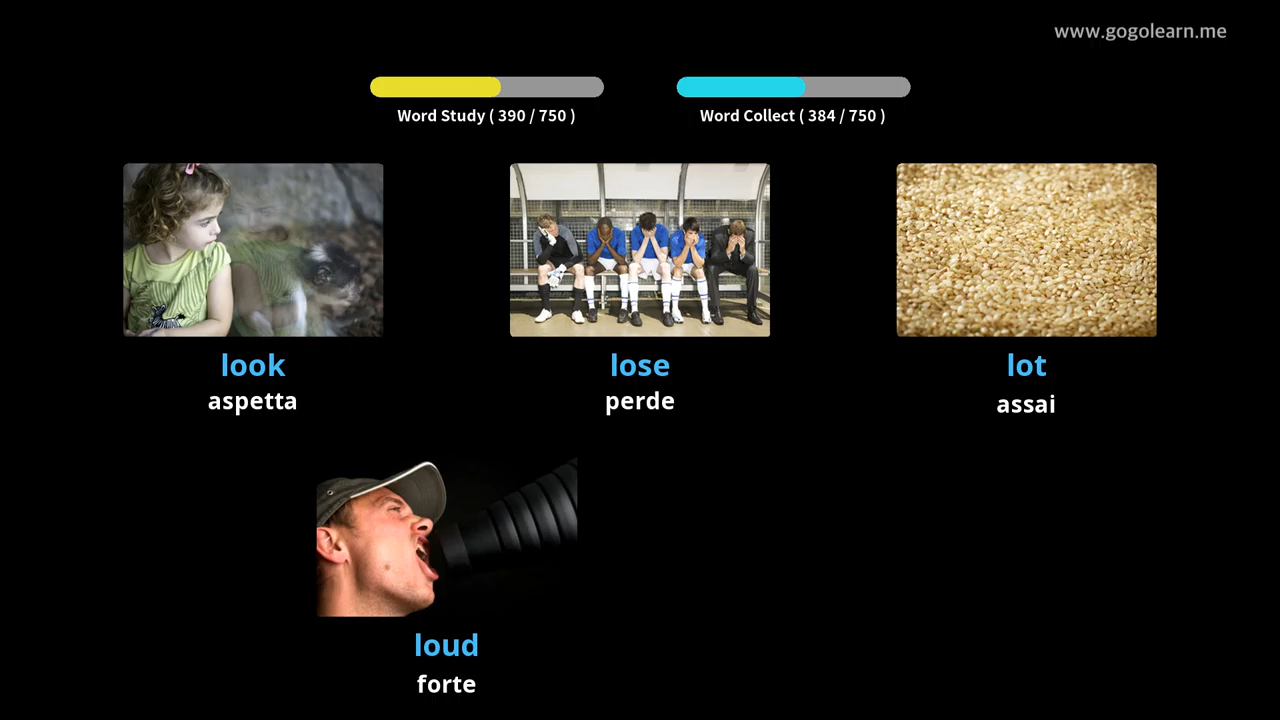 www.gogolearn.me
Word Study ( 390 / 750 )
Word Collect ( 384 / 750 )
look
aspetta
lose
perde
lot
assai
loud
forte